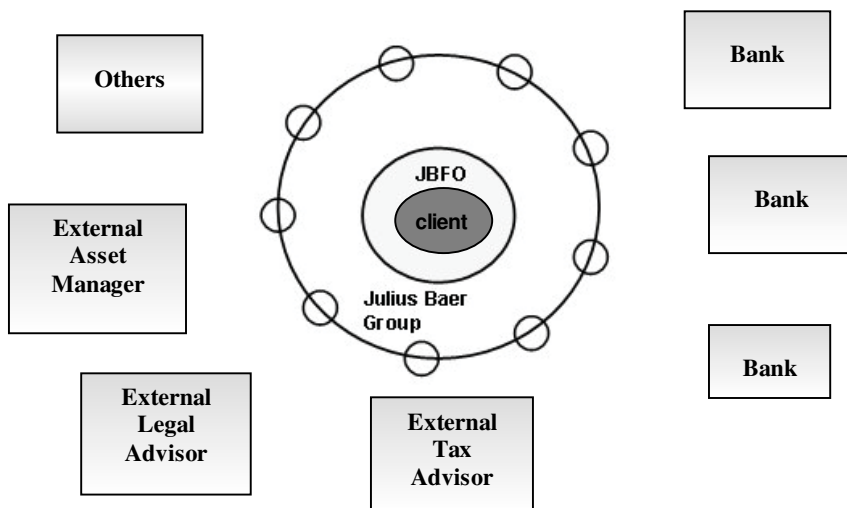 Others
Bank
JBFO
client
Bank
External
Asset
Manager
Julius Baer
Group
Bank
External
Legal
Advisor
External
Tax
Advisor